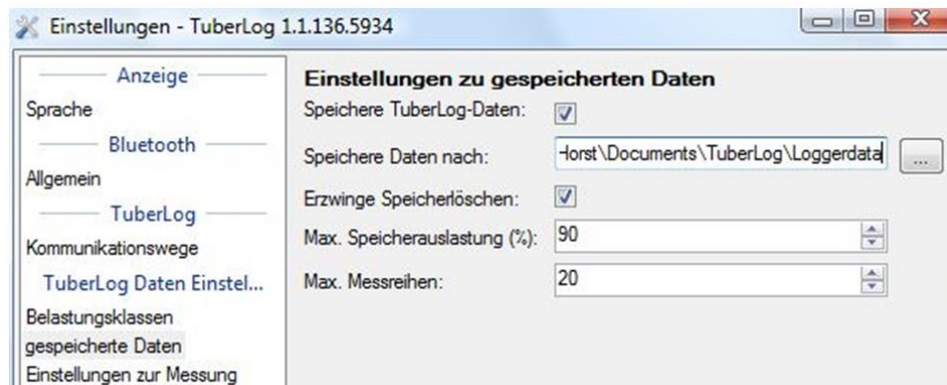 Einstellungen - TuberLog 1.1.136.5934
Anzeige
Sprache
Bluetooth
Allgemein
TuberLog
Kommunikationswege
TuberLog Daten Einstel...
Belastungsklassen
gespeicherte Daten
Einstellungen zur Messung
Einstellungen zu gespeicherten Daten
Speichere TuberLog-Daten:
Speichere Daten nach: Horst\Documents\TuberLog\Loggerdata ...
Erzwinge Speicherlöschen:
Max. Speicherauslastung (%): 90
Max. Messreihen: 20